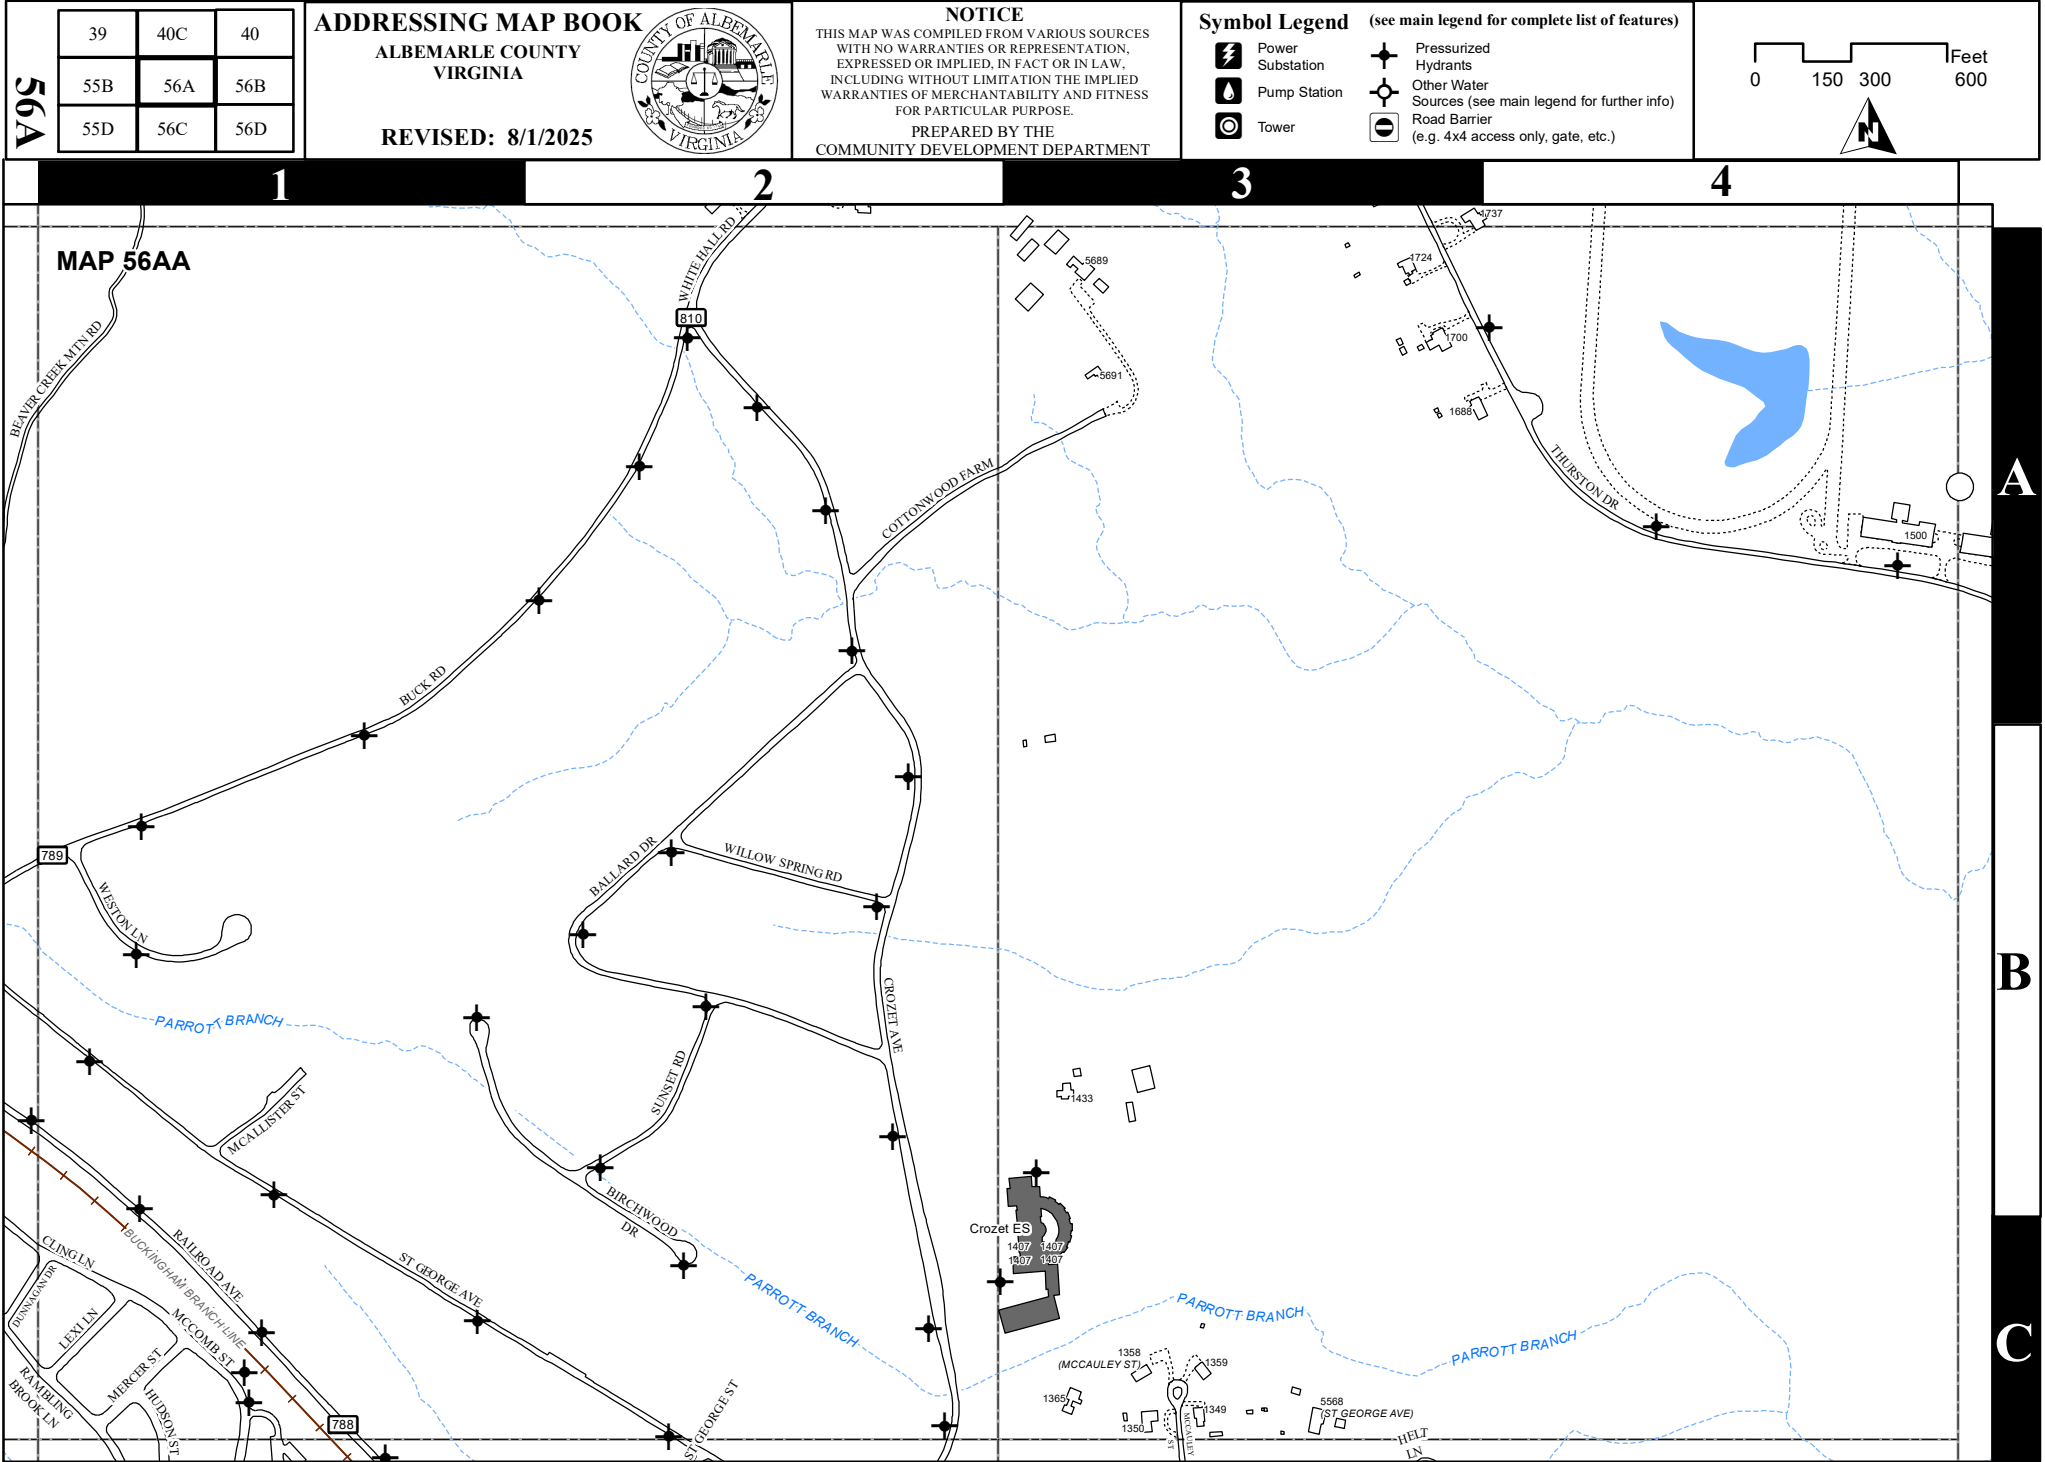 56A
39 40C 40
55B 56A 56B
55D 56C 56D
ADDRESSING MAP BOOK
ALBEMARLE COUNTY
VIRGINIA
REVISED: 8/1/2025
COUNTY OF ALBEMARLE
VIRGINIA
NOTICE
THIS MAP WAS COMPILED FROM VARIOUS SOURCES
WITH NO WARRANTIES OR REPRESENTATION,
EXPRESSED OR IMPLIED, IN FACT OR IN LAW,
INCLUDING WITHOUT LIMITATION THE IMPLIED
WARRANTIES OF MERCHANTABILITY AND FITNESS
FOR PARTICULAR PURPOSE.
PREPARED BY THE
COMMUNITY DEVELOPMENT DEPARTMENT
Symbol Legend (see main legend for complete list of features)
Power
Substation
Pump Station
Tower
Pressurized
Hydrants
Other Water
Sources (see main legend for further info)
Road Barrier
(e.g. 4x4 access only, gate, etc.)
Feet
0 150 300 600
N
1 2 3 4
MAP 56AA
WHITE HALL RD
810
BEAVER CREEK MTN RD
5689
5691
1737
1724
1700
1688
THURSTON DR
1500
A
COTTONWOOD FARM
BUCK RD
789
WESTON LN
BALLARD DR
WILLOW SPRING RD
CROZET AVE
B
PARROTT BRANCH
MCALLISTER ST
SUNSET RD
BIRCHWOOD
DR
1433
Crozet ES
1407 1407
1407 1407
RAILROAD AVE
BUCKINGHAM BRANCH LINE
CLING LN
DUNNAGAN DR
LEXI LN
MCCOMB ST
MERCER ST
HUDSON ST
RAMBLING
BROOK LN
788
ST GEORGE AVE
ST GEORGE ST
PARROTT BRANCH
PARROTT BRANCH
PARROTT BRANCH
C
1358
(MCCAULEY ST)
1359
1365
1350
1349
MCCAULEY
ST
5568
(ST GEORGE AVE)
HELT
LN